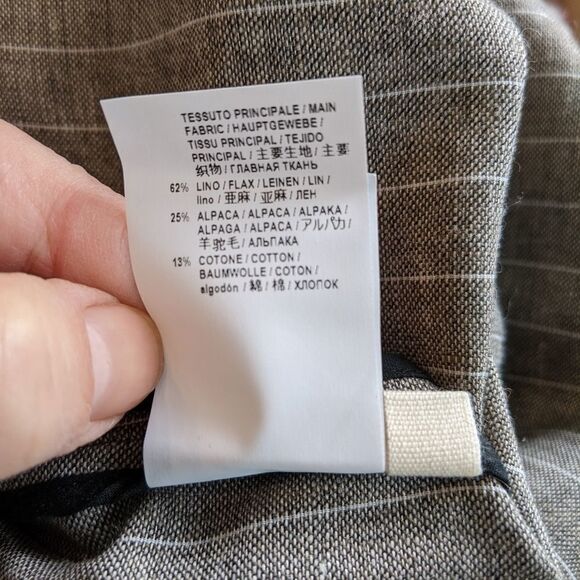 TESSUTO PRINCIPALE / MAIN
FABRIC / HAUPTGEWEBE /
TISSU PRINCIPAL / TEJIDO
PRINCIPAL / 主要生地 / 主要
织物 / ГЛАВНАЯ ТКАНЬ
62% LINO / FLAX / LEINEN / LIN /
lino / 亜麻 / 亚麻 / ЛЕН
25% ALPACA / ALPACA / ALPAKA /
ALPAGA / ALPACA / アルパカ /
羊驼毛 / АЛЬПАКА
13% COTONE / COTTON /
BAUMWOLLE / COTON /
algodón / 綿 / 棉 / ХЛОПОК